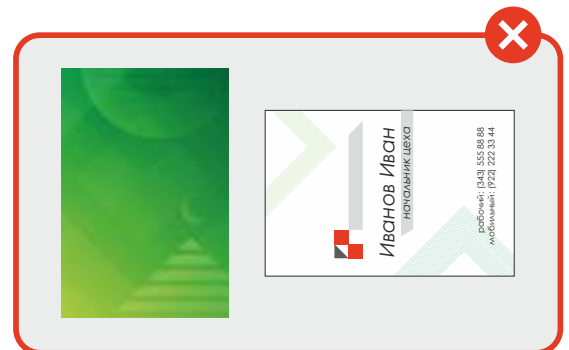 Иванов Иван
начальник цеха
рабочий: (343) 555 88 88
мобильный: (922) 222 33 44